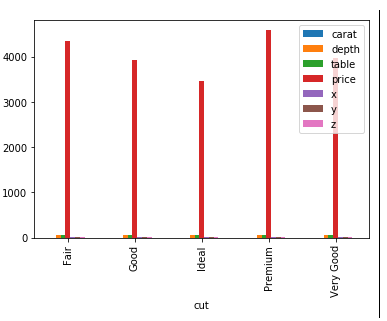 carat
depth
table
price
x
y
z
4000
3000
2000
1000
0
Fair
Good
Ideal
Premium
Very Good
cut